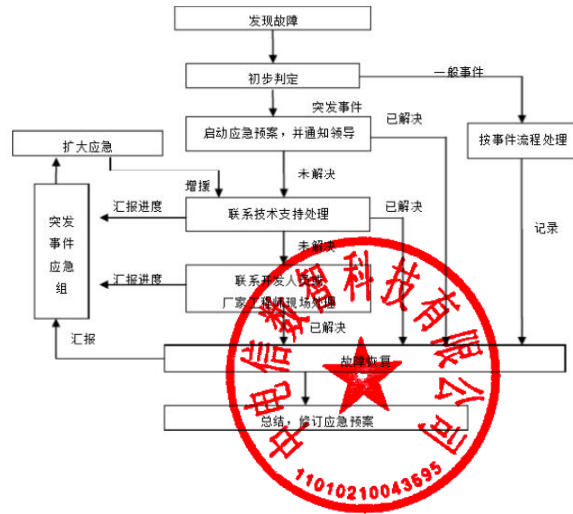 发现故障
初步判定
一般事件
突发事件
已解决
启动应急预案，并通知领导
按事件流程处理
扩大应急
未解决
增援
汇报进度
联系技术支持处理
已解决
记录
突发
事件
应急
组
未解决
汇报进度
联系开发人员或
厂家工程师现场处理
已解决
汇报
故障恢复
总结，修订应急预案
中电信数智科技有限公司
11010210043695